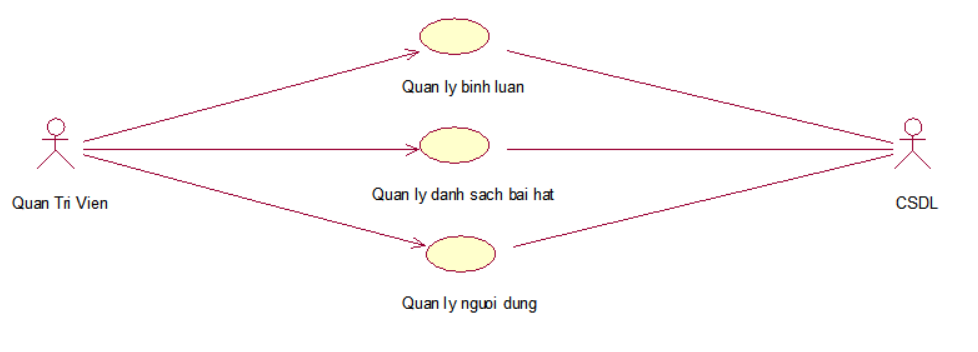 Quan ly binh luan
Quan Tri Vien
Quan ly danh sach bai hat
CSDL
Quan ly nguoi dung